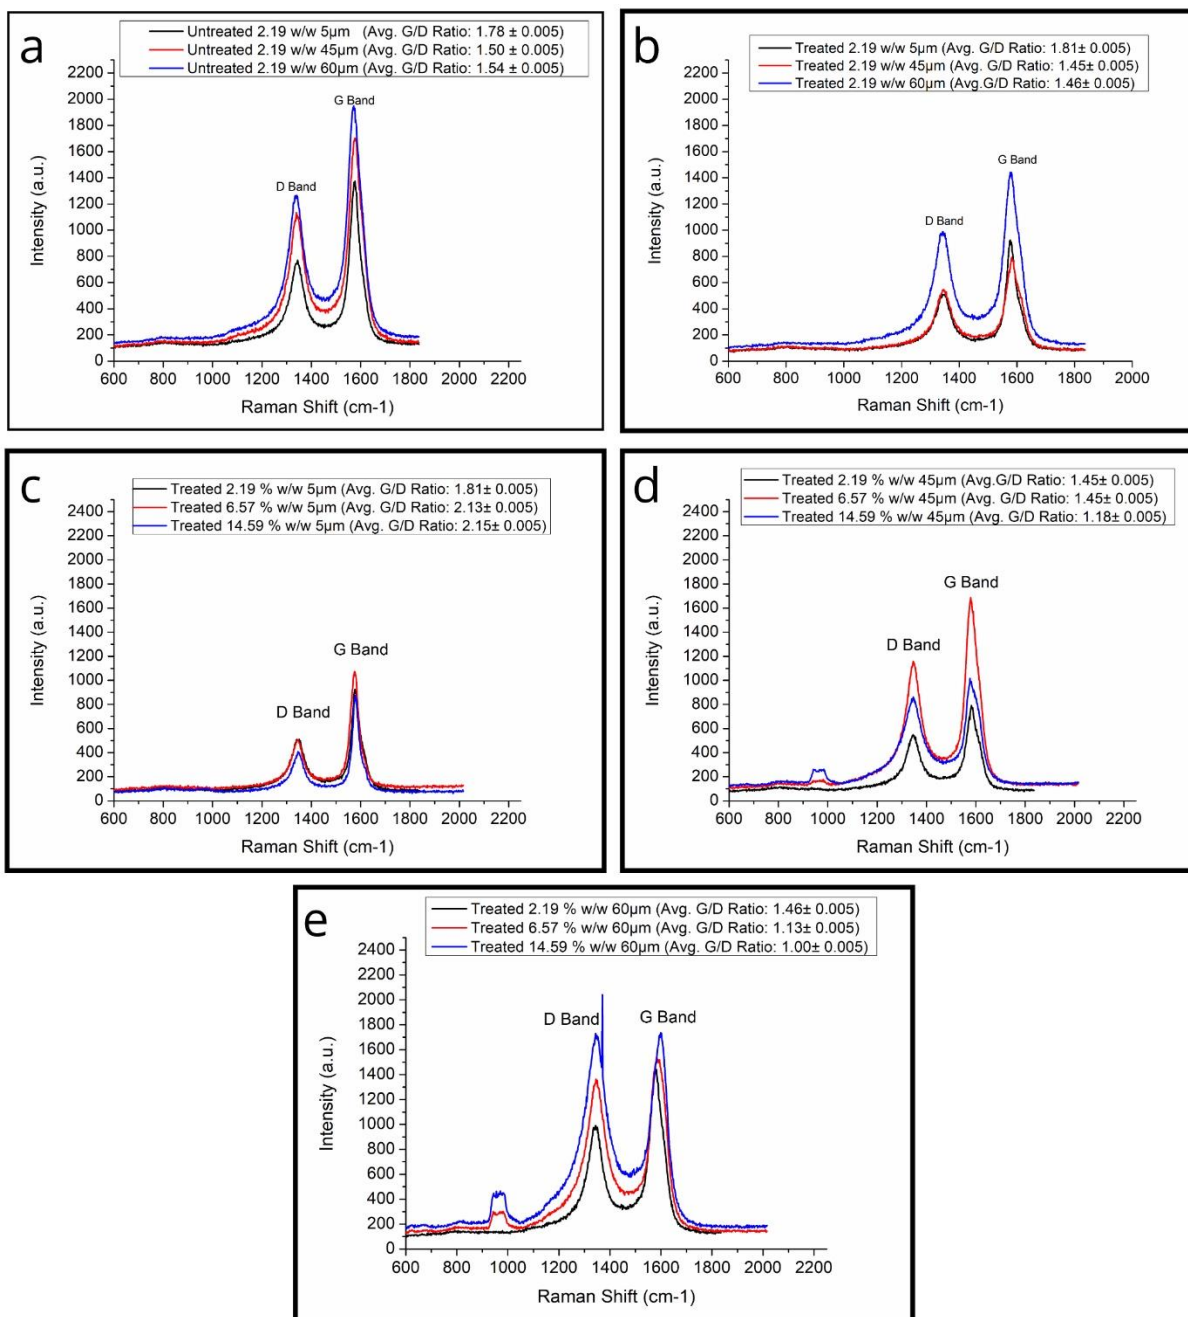 a
Untreated 2.19 w/w 5µm (Avg. G/D Ratio: 1.78 ± 0.005)
Untreated 2.19 w/w 45µm (Avg. G/D Ratio: 1.50 ± 0.005)
Untreated 2.19 w/w 60µm (Avg. G/D Ratio: 1.54 ± 0.005)
2200
2000
1800
1600
1400
1200
1000
800
600
400
200
0
G Band
D Band
Intensity (a.u.)
600 800 1000 1200 1400 1600 1800 2000 2200
Raman Shift (cm-1)
b
Treated 2.19 w/w 5µm (Avg. G/D Ratio: 1.81± 0.005)
Treated 2.19 w/w 45µm (Avg. G/D Ratio: 1.45± 0.005)
Treated 2.19 w/w 60µm (Avg.G/D Ratio: 1.46± 0.005)
2200
2000
1800
1600
1400
1200
1000
800
600
400
200
0
G Band
D Band
Intensity (a.u.)
600 800 1000 1200 1400 1600 1800 2000
Raman Shift (cm-1)
c
Treated 2.19 % w/w 5µm (Avg. G/D Ratio: 1.81± 0.005)
Treated 6.57 % w/w 5µm (Avg. G/D Ratio: 2.13± 0.005)
Treated 14.59 % w/w 5µm (Avg. G/D Ratio: 2.15± 0.005)
2400
2200
2000
1800
1600
1400
1200
1000
800
600
400
200
0
G Band
D Band
Intensity (a.u.)
600 800 1000 1200 1400 1600 1800 2000 2200
Raman Shift (cm-1)
d
Treated 2.19 % w/w 45µm (Avg. G/D Ratio: 1.45± 0.005)
Treated 6.57 % w/w 45µm (Avg. G/D Ratio: 1.45± 0.005)
Treated 14.59 % w/w 45µm (Avg. G/D Ratio: 1.18± 0.005)
2400
2200
2000
1800
1600
1400
1200
1000
800
600
400
200
0
G Band
D Band
Intensity (a.u.)
600 800 1000 1200 1400 1600 1800 2000 2200
Raman Shift (cm-1)
e
Treated 2.19 % w/w 60µm (Avg. G/D Ratio: 1.46± 0.005)
Treated 6.57 % w/w 60µm (Avg. G/D Ratio: 1.13± 0.005)
Treated 14.59 % w/w 60µm (Avg. G/D Ratio: 1.00± 0.005)
2400
2200
2000
1800
1600
1400
1200
1000
800
600
400
200
0
D Band
G Band
Intensity (a.u.)
600 800 1000 1200 1400 1600 1800 2000 2200
Raman Shift (cm-1)